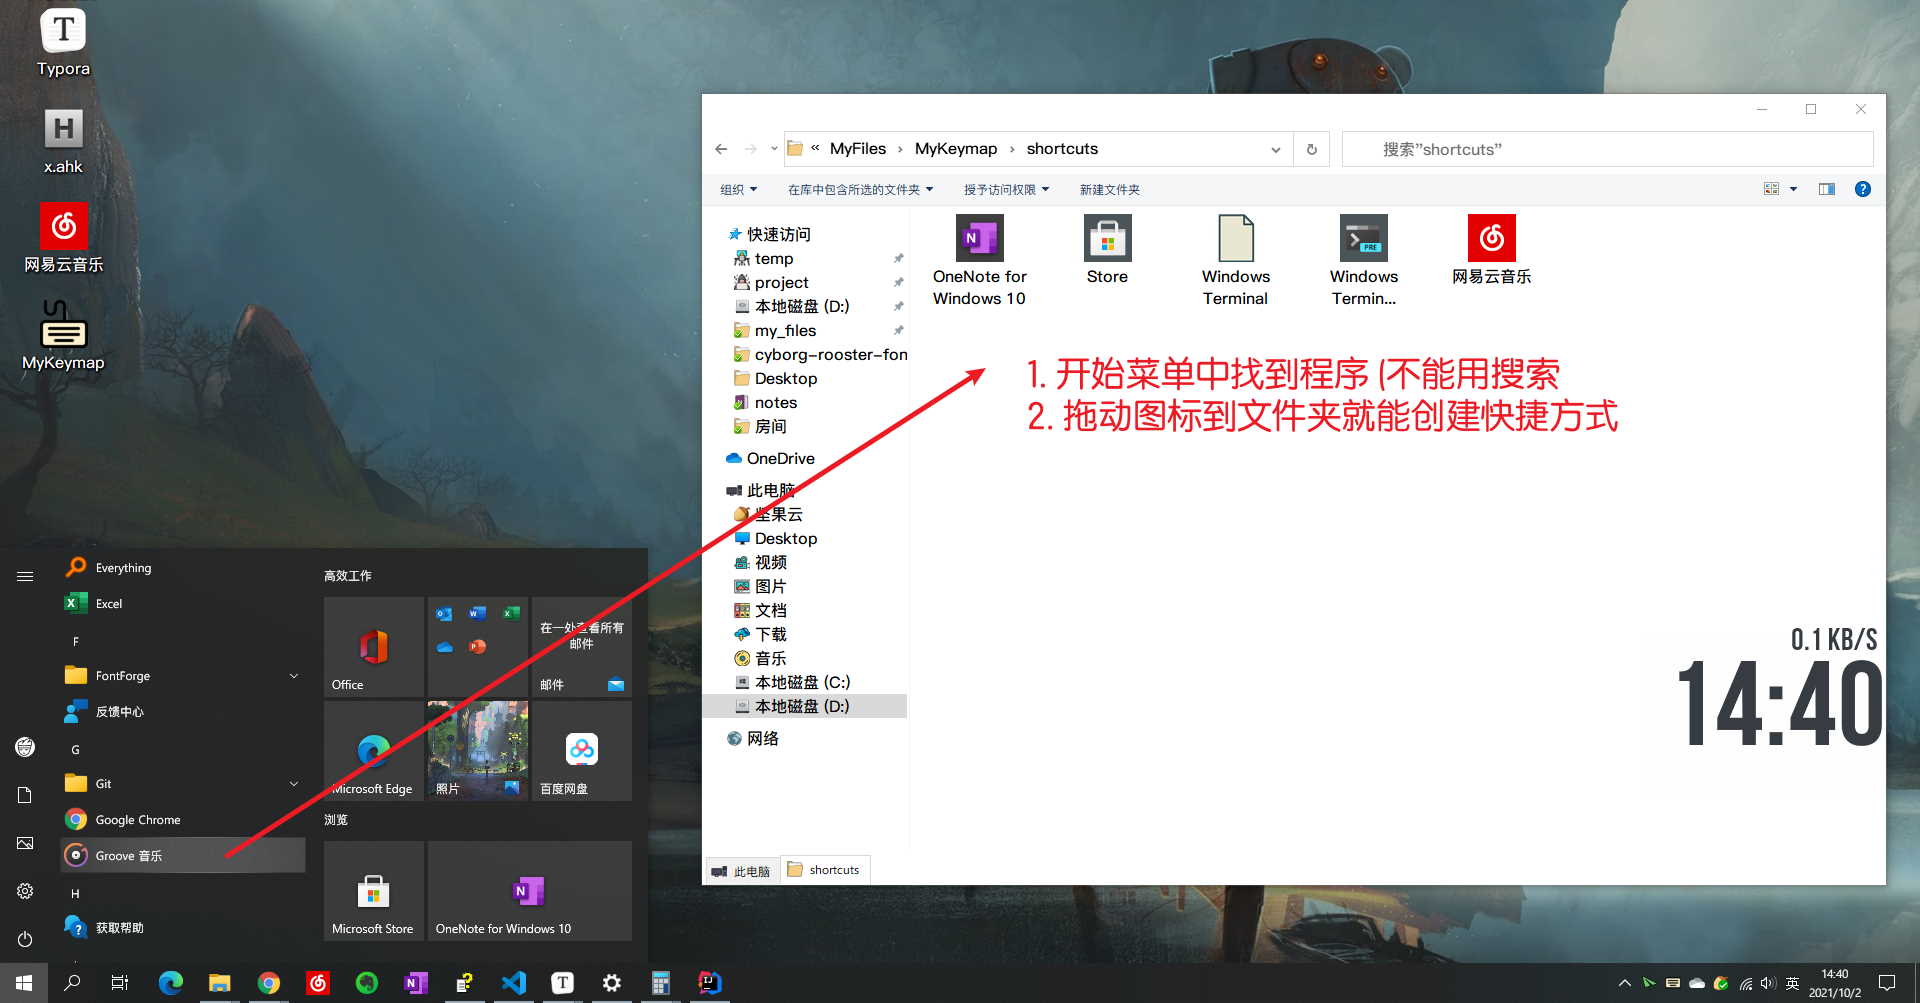 Typora
x.ahk
网易云音乐
MyKeymap
« MyFiles › MyKeymap › shortcuts
搜索"shortcuts"
组织
在库中包含所选的文件夹
授予访问权限
新建文件夹
快速访问
temp
project
本地磁盘 (D:)
my_files
cyborg-rooster-fon
Desktop
notes
房间
OneDrive
此电脑
坚果云
Desktop
视频
图片
文档
下载
音乐
本地磁盘 (C:)
本地磁盘 (D:)
网络
OneNote for
Windows 10
Store
Windows
Terminal
Windows
Termin...
PRE
网易云音乐
1. 开始菜单中找到程序 (不能用搜索
2. 拖动图标到文件夹就能创建快捷方式
此电脑
shortcuts
0.1 KB/S
14:40
Everything
Excel
F
FontForge
反馈中心
G
Git
Google Chrome
Groove 音乐
H
获取帮助
高效工作
Office
在一处查看所有
邮件
邮件
Microsoft Edge
照片
百度网盘
浏览
Microsoft Store
OneNote for Windows 10
英
14:40
2021/10/2